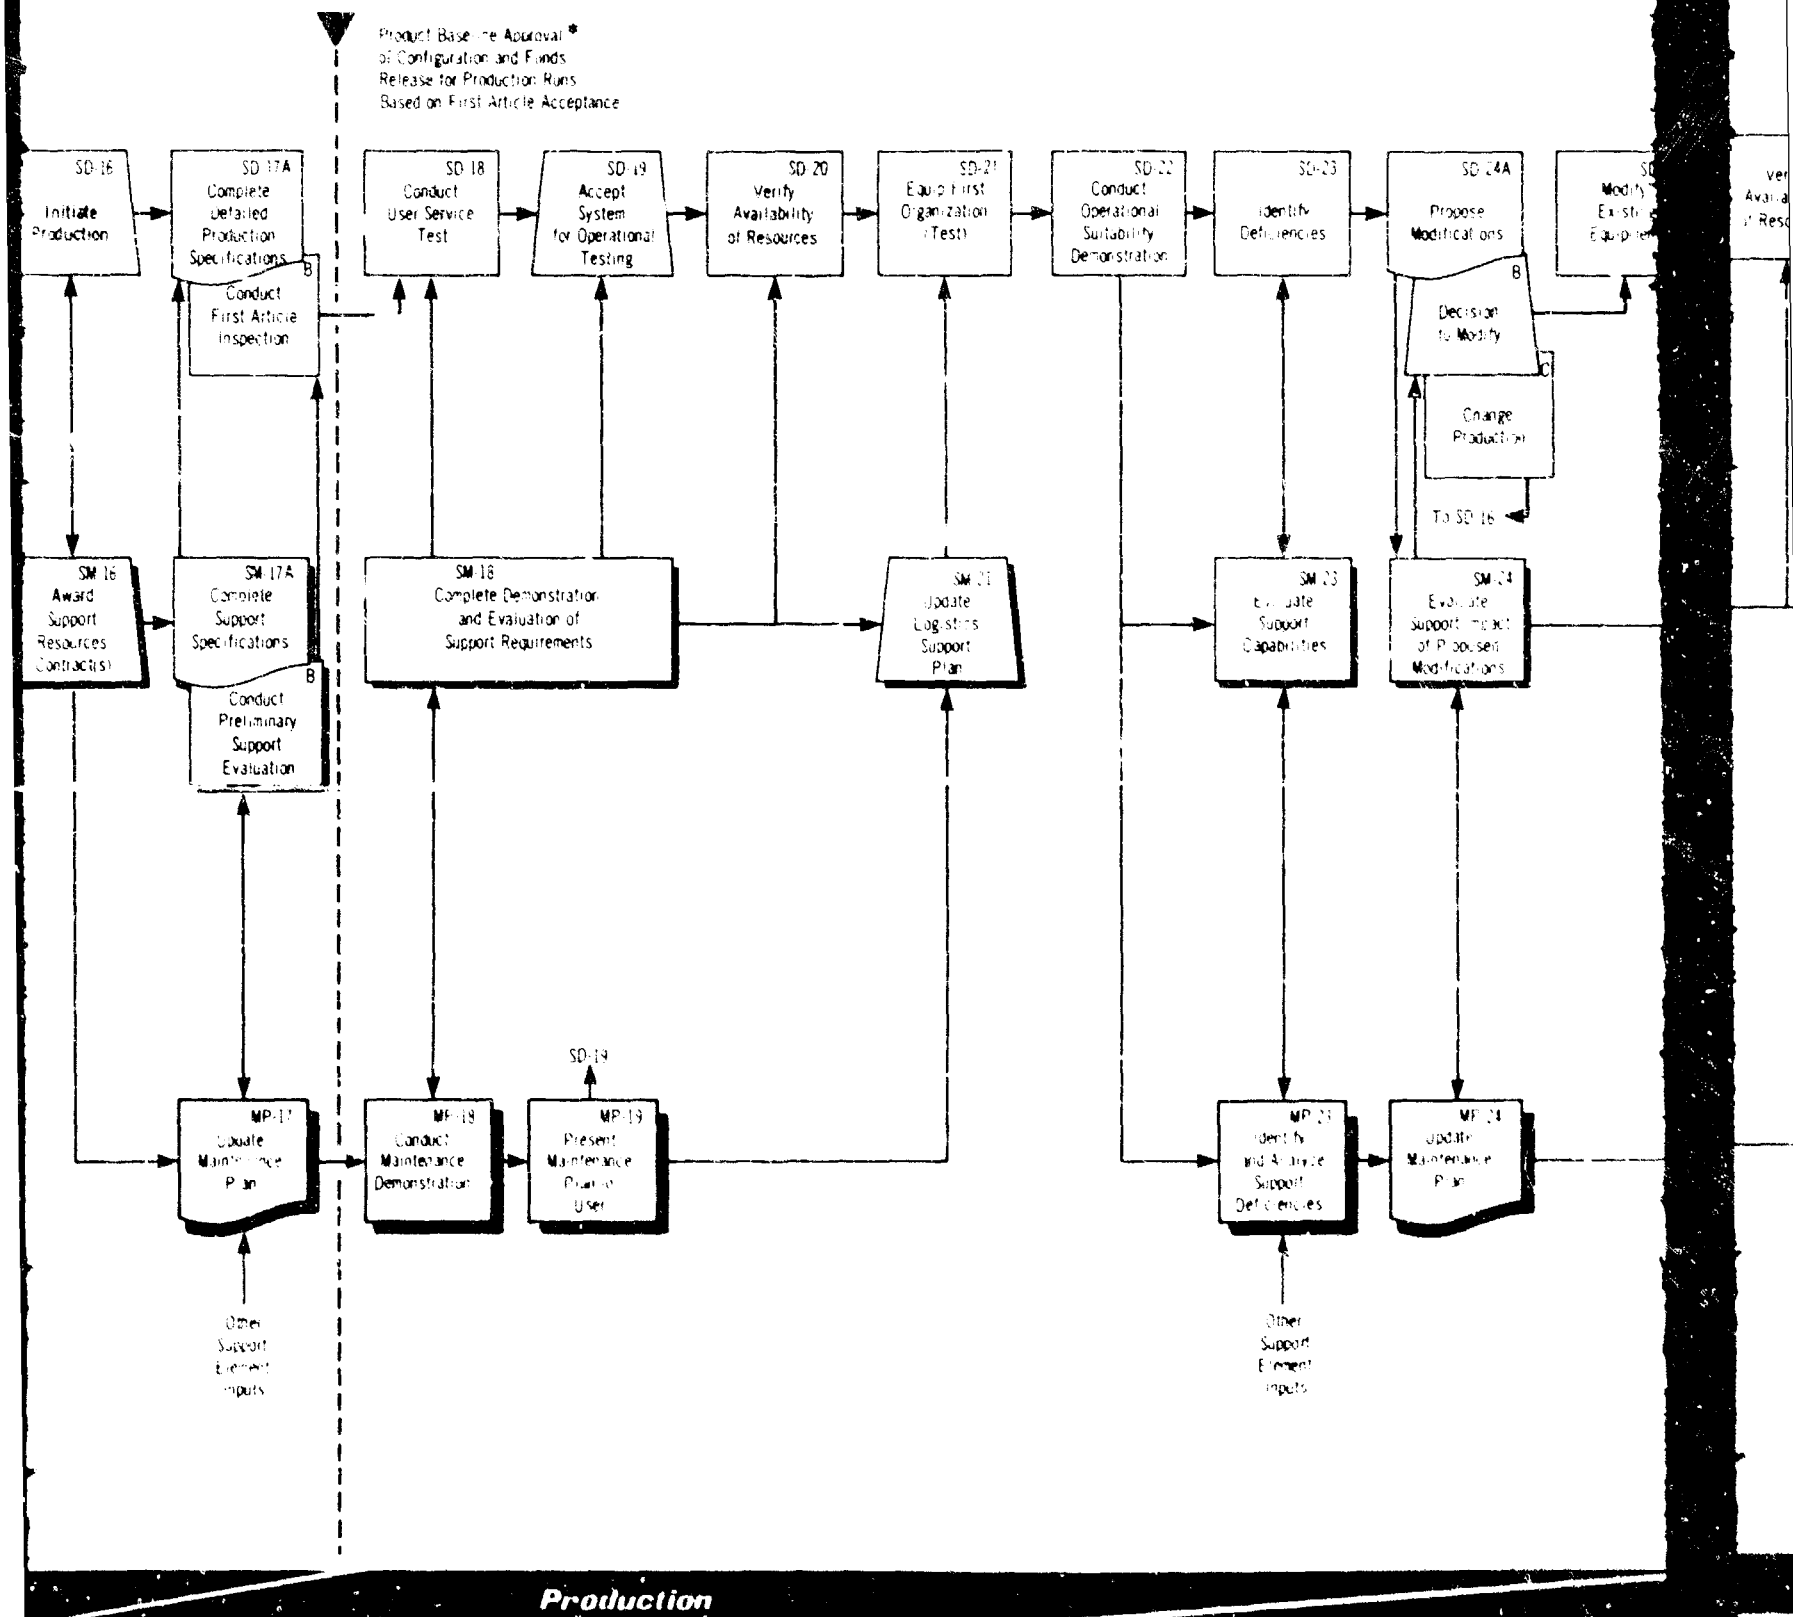 Product Baseline Approval *
of Configuration and Funds
Release for Production Runs
Based on First Article Acceptance
SD-16
Initiate
Production
SD-17A
Complete
Detailed
Production
Specifications
B
Conduct
First Article
Inspection
SD-18
Conduct
User Service
Test
SD-19
Accept
System
for Operational
Testing
SD-20
Verify
Availability
of Resources
SD-21
Equip First
Organization
(Test)
SD-22
Conduct
Operational
Suitability
Demonstration
SD-23
Identify
Deficiencies
SD-24A
Propose
Modifications
B
Decision
to Modify
C
Change
Production
To SD-16
Modify
SM-16
Award
Support
Resources
Contract(s)
SM-17A
Complete
Support
Specifications
B
Conduct
Preliminary
Support
Evaluation
SM-18
Complete Demonstration
and Evaluation of
Support Requirements
SM-21
Update
Logistics
Support
Plan
SM-23
Evaluate
Support
Capabilities
SM-24
Evaluate
Support Impact
of Proposed
Modifications
MP-17
Update
Maintenance
Plan
Other
Support
Element
Inputs
MP-18
Conduct
Maintenance
Demonstration
SD-19
MP-19
Present
Maintenance
Plan to
User
MP-23
Identify
and Analyze
Support
Deficiencies
Other
Support
Element
Inputs
MP-24
Update
Maintenance
Plan
Production